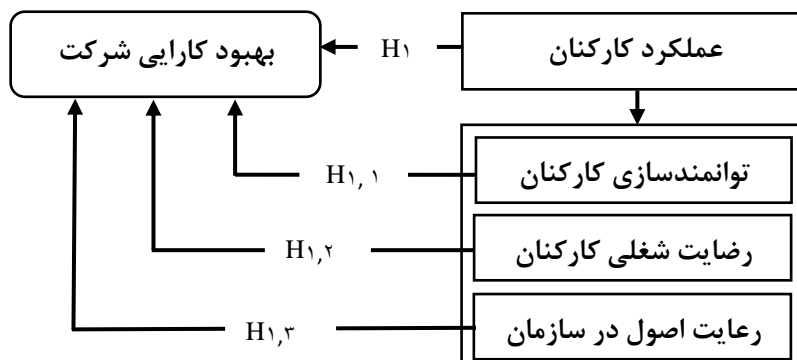 عملکرد کارکنان
H۱
بهبود کارایی شرکت
توانمندسازی کارکنان
H۱,۱
رضایت شغلی کارکنان
H۱,۲
رعایت اصول در سازمان
H۱,۳